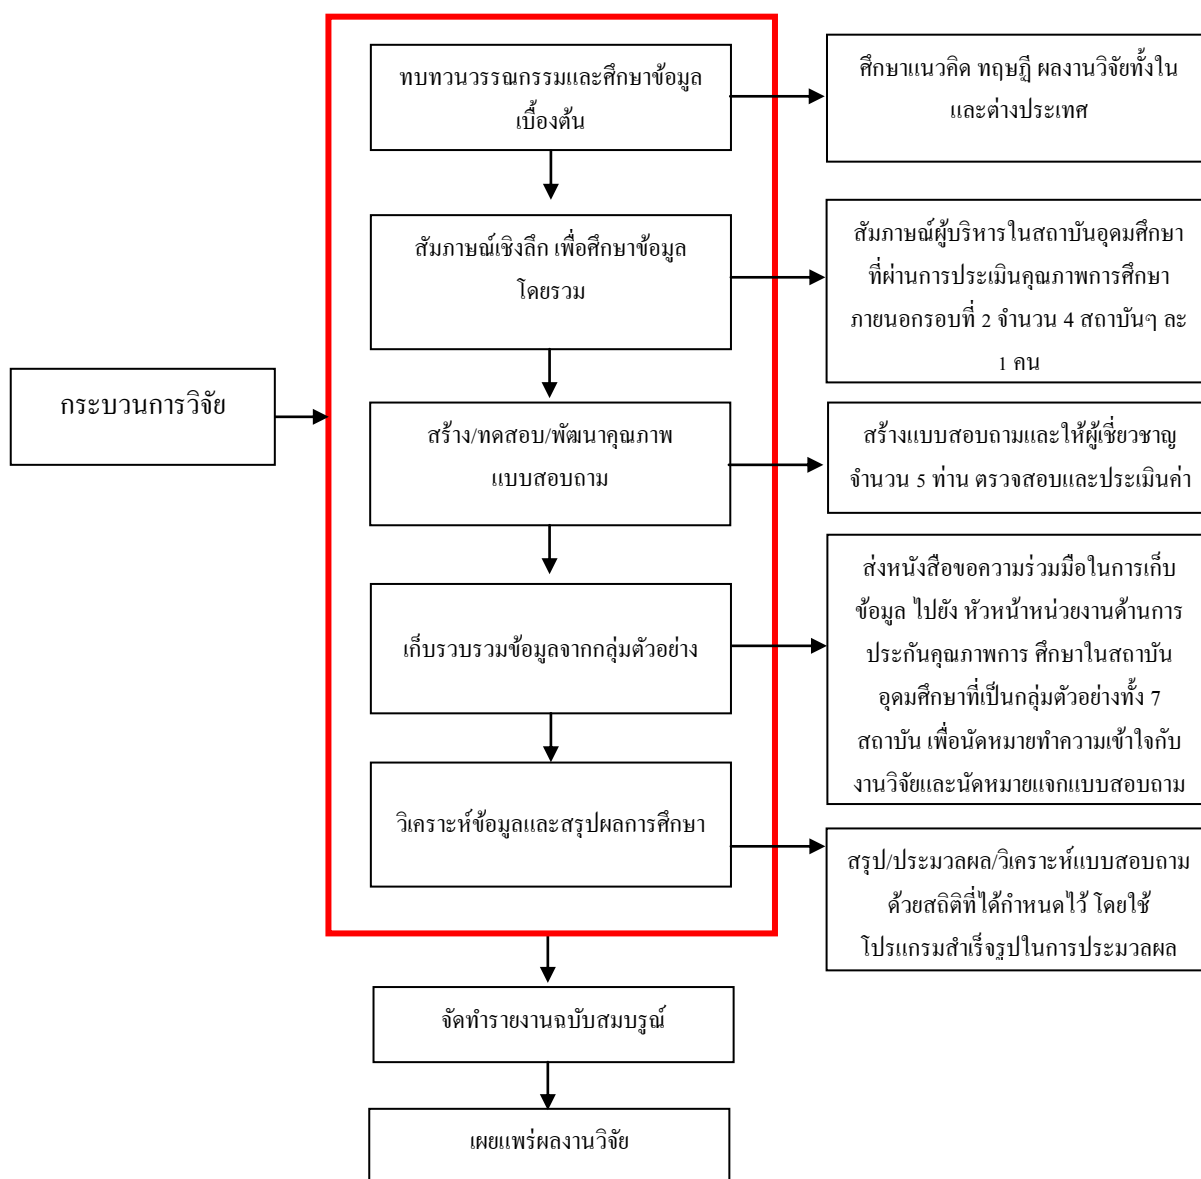 กระบวนการวิจัย
ทบทวนวรรณกรรมและศึกษาข้อมูล
เบื้องต้น
ศึกษาแนวคิด ทฤษฎี ผลงานวิจัยทั้งใน
และต่างประเทศ
สัมภาษณ์เชิงลึก เพื่อศึกษาข้อมูล
โดยรวม
สัมภาษณ์ผู้บริหารในสถาบันอุดมศึกษา
ที่ผ่านการประเมินคุณภาพการศึกษา
ภายนอกรอบที่ 2 จำนวน 4 สถาบันๆ ละ
1 คน
สร้าง/ทดสอบ/พัฒนาคุณภาพ
แบบสอบถาม
สร้างแบบสอบถามและให้ผู้เชี่ยวชาญ
จำนวน 5 ท่าน ตรวจสอบและประเมินค่า
เก็บรวบรวมข้อมูลจากกลุ่มตัวอย่าง
ส่งหนังสือขอความร่วมมือในการเก็บ
ข้อมูล ไปยัง หัวหน้าหน่วยงานด้านการ
ประกันคุณภาพการ ศึกษาในสถาบัน
อุดมศึกษาที่เป็นกลุ่มตัวอย่างทั้ง 7
สถาบัน เพื่อนัดหมายทำความเข้าใจกับ
งานวิจัยและนัดหมายแจกแบบสอบถาม
วิเคราะห์ข้อมูลและสรุปผลการศึกษา
สรุป/ประมวลผล/วิเคราะห์แบบสอบถาม
ด้วยสถิติที่ได้กำหนดไว้ โดยใช้
โปรแกรมสำเร็จรูปในการประมวลผล
จัดทำรายงานฉบับสมบรูณ์
เผยแพร่ผลงานวิจัย